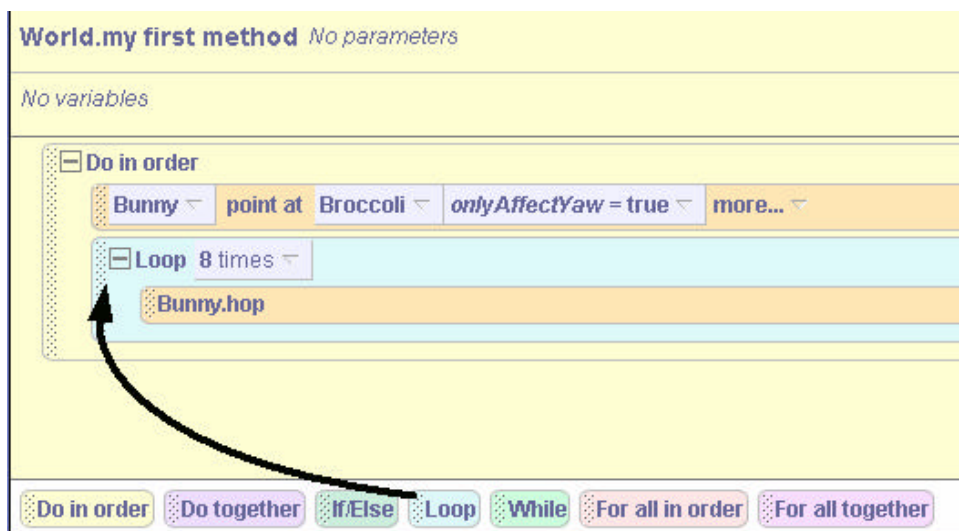 World.my first method No parameters
No variables
Do in order
Bunny point at Broccoli onlyAffectYaw = true more...
Loop 8 times
Bunny.hop
Do in order Do together If/Else Loop While For all in order For all together